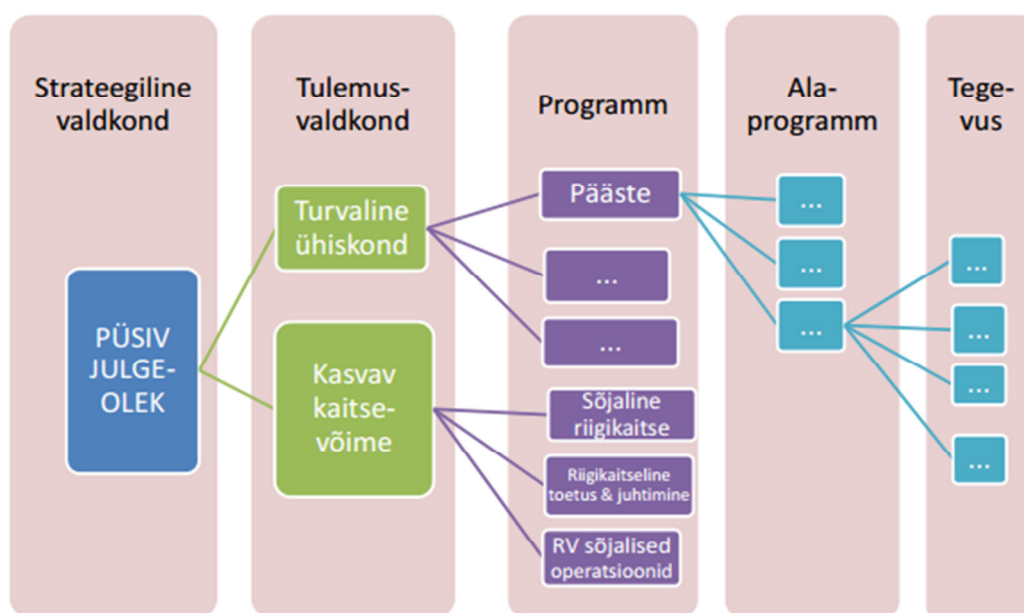 Strateegiline
valdkond
PÜSIV
JULGE-
OLEK
Tulemus-
valdkond
Turvaline
ühiskond
Kasvav
kaitse-
võime
Programm
Pääste
...
...
Sõjaline
riigikaitse
Riigikaitseline
toetus & juhtimine
RV sõjalised
operatsioonid
Ala-
programm
...
...
...
Tege-
vus
...
...
...
...